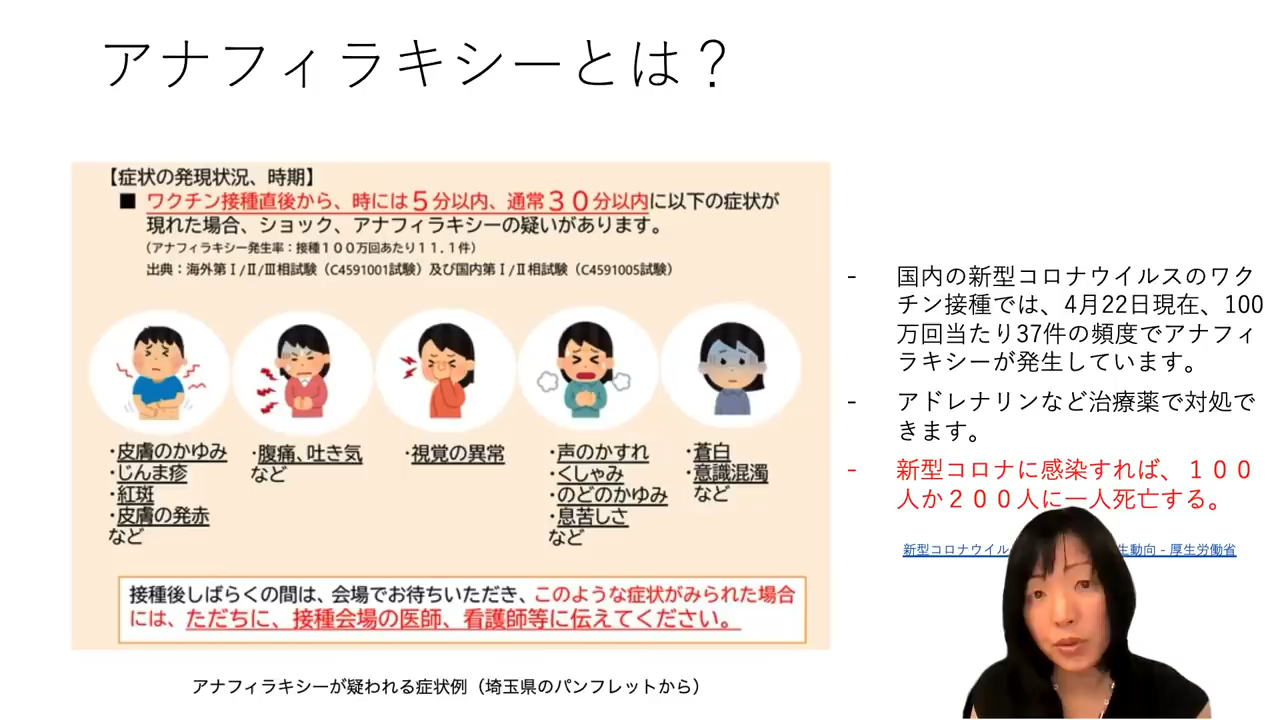 アナフィラキシーとは？
【症状の発現状況、時期】
■ ワクチン接種直後から、時には５分以内、通常３０分以内に以下の症状が
現れた場合、ショック、アナフィラキシーの疑いがあります。
（アナフィラキシー発生率：接種１００万回あたり１１.１件）
出典：海外第Ⅰ/Ⅱ/Ⅲ相試験（C4591001試験）及び国内第Ⅰ/Ⅱ相試験（C4591005試験）
・皮膚のかゆみ
・じんま疹
・紅斑
・皮膚の発赤
など
・腹痛、吐き気
など
・視覚の異常
・声のかすれ
・くしゃみ
・のどのかゆみ
・息苦しさ
など
・蒼白
・意識混濁
など
接種後しばらくの間は、会場でお待ちいただき、このような症状がみられた場合
には、ただちに、接種会場の医師、看護師等に伝えてください。
アナフィラキシーが疑われる症状例（埼玉県のパンフレットから）
- 国内の新型コロナウイルスのワク
チン接種では、4月22日現在、100
万回当たり37件の頻度でアナフィ
ラキシーが発生しています。
- アドレナリンなど治療薬で対処で
きます。
- 新型コロナに感染すれば、１００
人か２００人に一人死亡する。
新型コロナウイル 生動向 - 厚生労働省